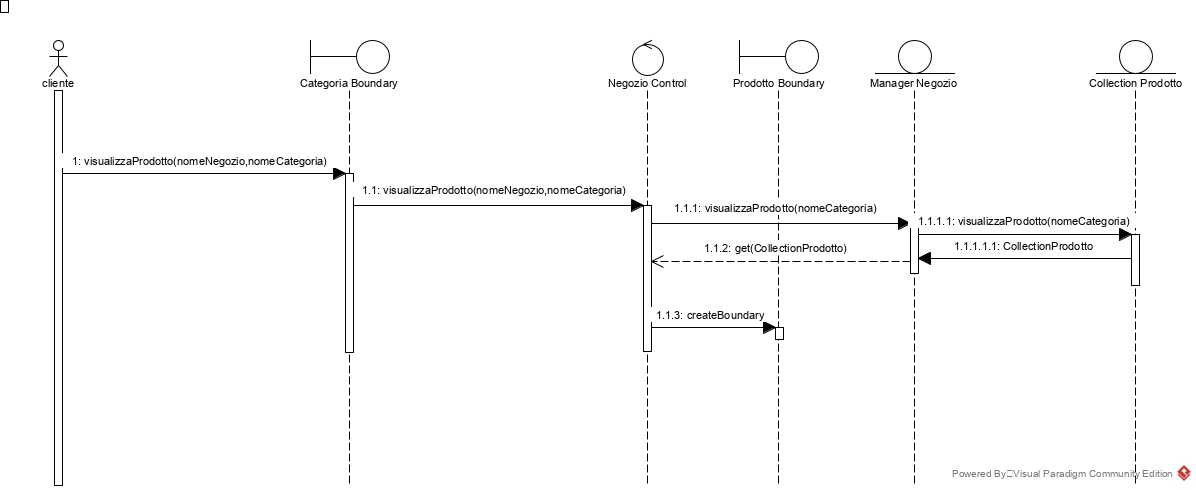 cliente
Categoria Boundary
Negozio Control
Prodotto Boundary
Manager Negozio
Collection Prodotto
1: visualizzaProdotto(nomeNegozio,nomeCategoria)
1.1: visualizzaProdotto(nomeNegozio,nomeCategoria)
1.1.1: visualizzaProdotto(nomeCategoria)
1.1.1.1: visualizzaProdotto(nomeCategoria)
1.1.2: get(CollectionProdotto)
1.1.1.1.1: CollectionProdotto
1.1.3: createBoundary
Powered By Visual Paradigm Community Edition